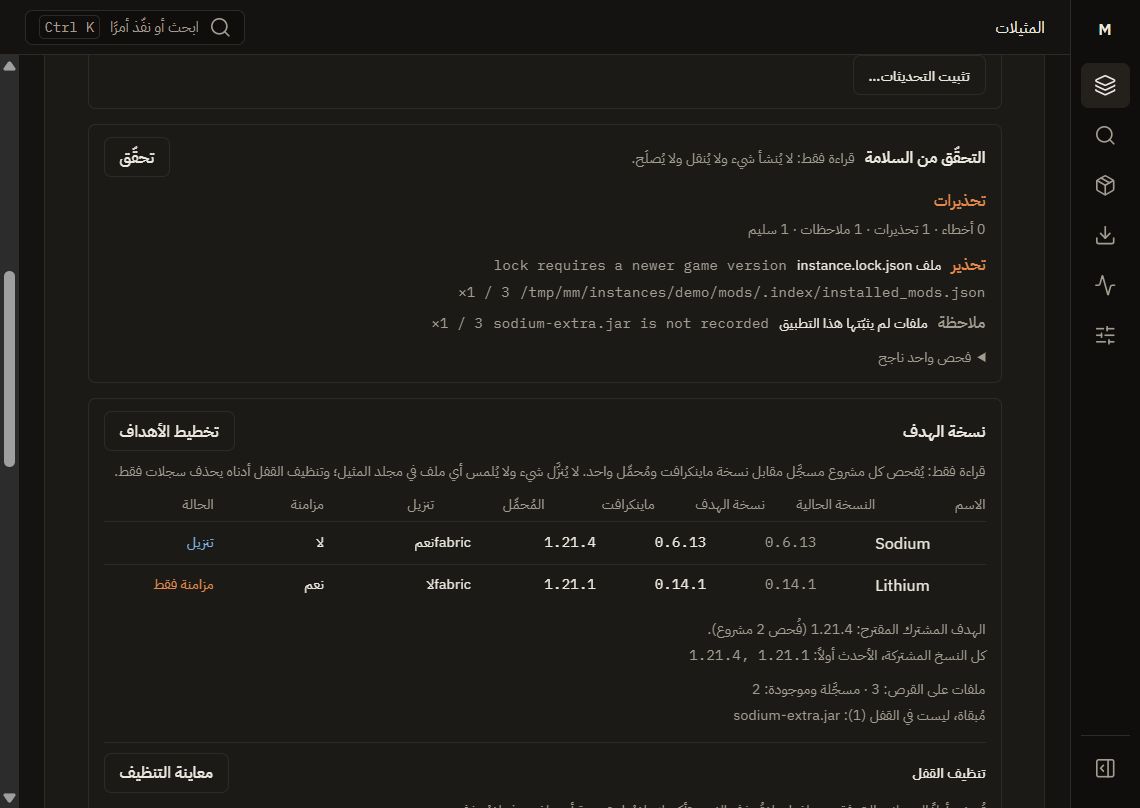 M
المثيلات
ابحث أو نفّذ أمرًا Ctrl K
تثبيت التحديثات...
التحقّق من السلامة قراءة فقط: لا يُنشأ شيء ولا يُنقل ولا يُصلَح.
تحقّق
تحذيرات
0 أخطاء · 1 تحذيرات · 1 ملاحظات · 1 سليم
تحذير ملف instance.lock.json lock requires a newer game version
/tmp/mm/instances/demo/mods/.index/installed_mods.json 3 / 1×
ملاحظة ملفات لم يثبّتها هذا التطبيق sodium-extra.jar is not recorded 3 / 1×
فحص واحد ناجح
نسخة الهدف
تخطيط الأهداف
قراءة فقط: يُفحص كل مشروع مسجَّل مقابل نسخة ماينكرافت ومُحمِّل واحد. لا يُنزَّل شيء ولا يُلمس أي ملف في مجلد المثيل؛ وتنظيف القفل أدناه يحذف سجلات فقط.
الاسم النسخة الحالية نسخة الهدف ماينكرافت المُحمِّل تنزيل مزامنة الحالة
Sodium 0.6.13 0.6.13 1.21.4 fabric نعم لا تنزيل
Lithium 0.14.1 0.14.1 1.21.1 fabric لا نعم مزامنة فقط
الهدف المشترك المقترح: 1.21.4 (فُحص 2 مشروع).
كل النسخ المشتركة، الأحدث أولاً: 1.21.4, 1.21.1
ملفات على القرص: 3 · مسجَّلة وموجودة: 2
مُبقاة، ليست في القفل (1): sodium-extra.jar
تنظيف القفل
معاينة التنظيف